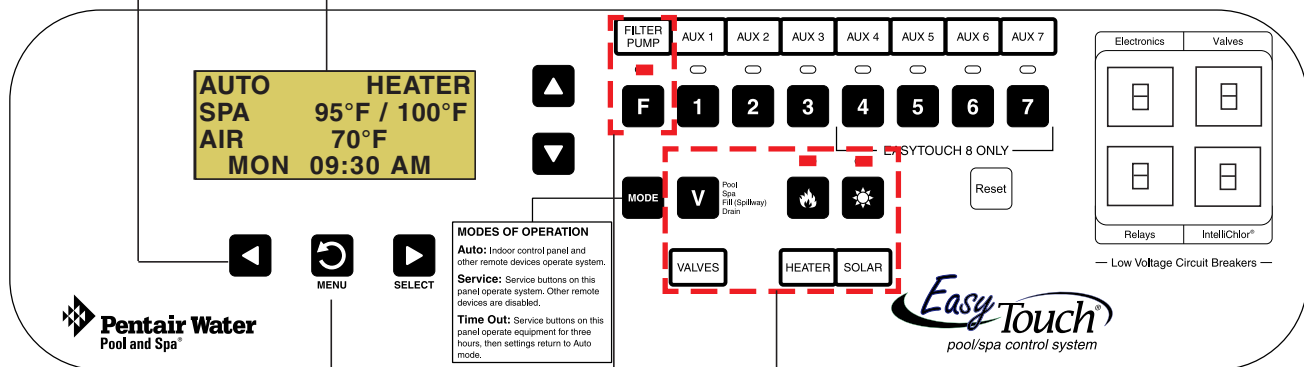 FILTER
PUMP
AUX 1
AUX 2
AUX 3
AUX 4
AUX 5
AUX 6
AUX 7
Electronics
Valves
AUTO HEATER
SPA 95°F / 100°F
AIR 70°F
MON 09:30 AM
F
1
2
3
4
5
6
7
EASYTOUCH 8 ONLY
MODE
V
Pool
Spa
Fill (Spillway)
Drain
Reset
MODES OF OPERATION
Auto: Indoor control panel and
other remote devices operate system.
Service: Service buttons on this
panel operate system. Other remote
devices are disabled.
Time Out: Service buttons on this
panel operate equipment for three
hours, then settings return to Auto
mode.
VALVES
HEATER
SOLAR
Relays
IntelliChlor®
Low Voltage Circuit Breakers
MENU
SELECT
Pentair Water
Pool and Spa®
EasyTouch®
pool/spa control system